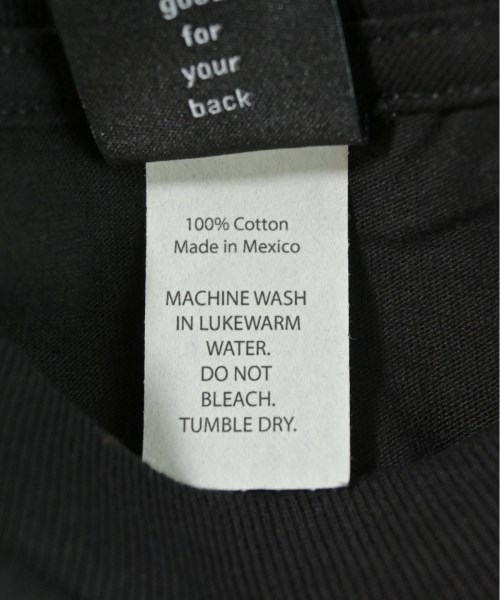 for
your
back
100% Cotton
Made in Mexico
MACHINE WASH
IN LUKEWARM
WATER.
DO NOT
BLEACH.
TUMBLE DRY.